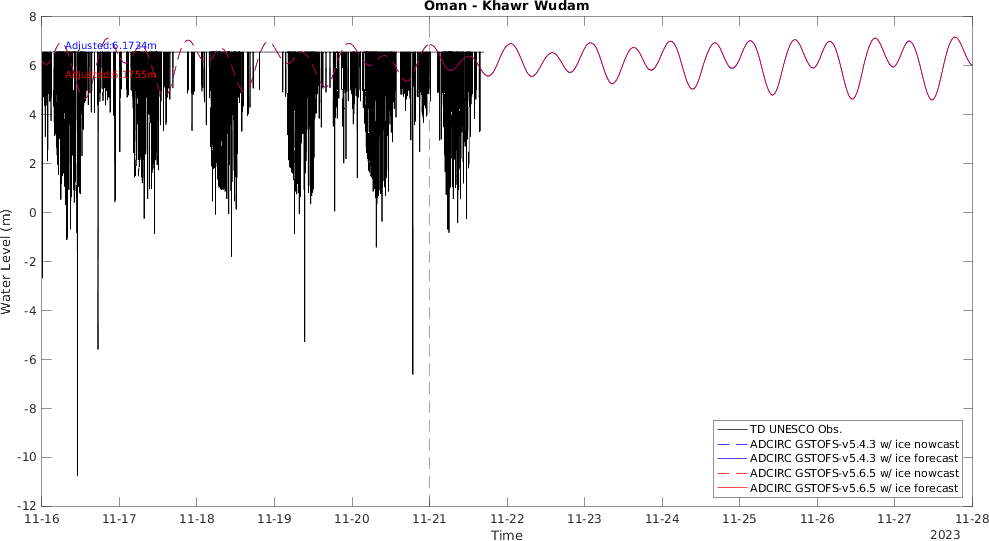 Oman - Khawr Wudam
8
6
4
2
0
-2
-4
-6
-8
-10
-12
Water Level (m)
Adjusted:6.1734m
Adjusted:6.1755m
TD UNESCO Obs.
ADCIRC GSTOFS-v5.4.3 w/ ice nowcast
ADCIRC GSTOFS-v5.4.3 w/ ice forecast
ADCIRC GSTOFS-v5.6.5 w/ ice nowcast
ADCIRC GSTOFS-v5.6.5 w/ ice forecast
11-16 11-17 11-18 11-19 11-20 11-21 11-22 11-23 11-24 11-25 11-26 11-27 11-28
Time
2023